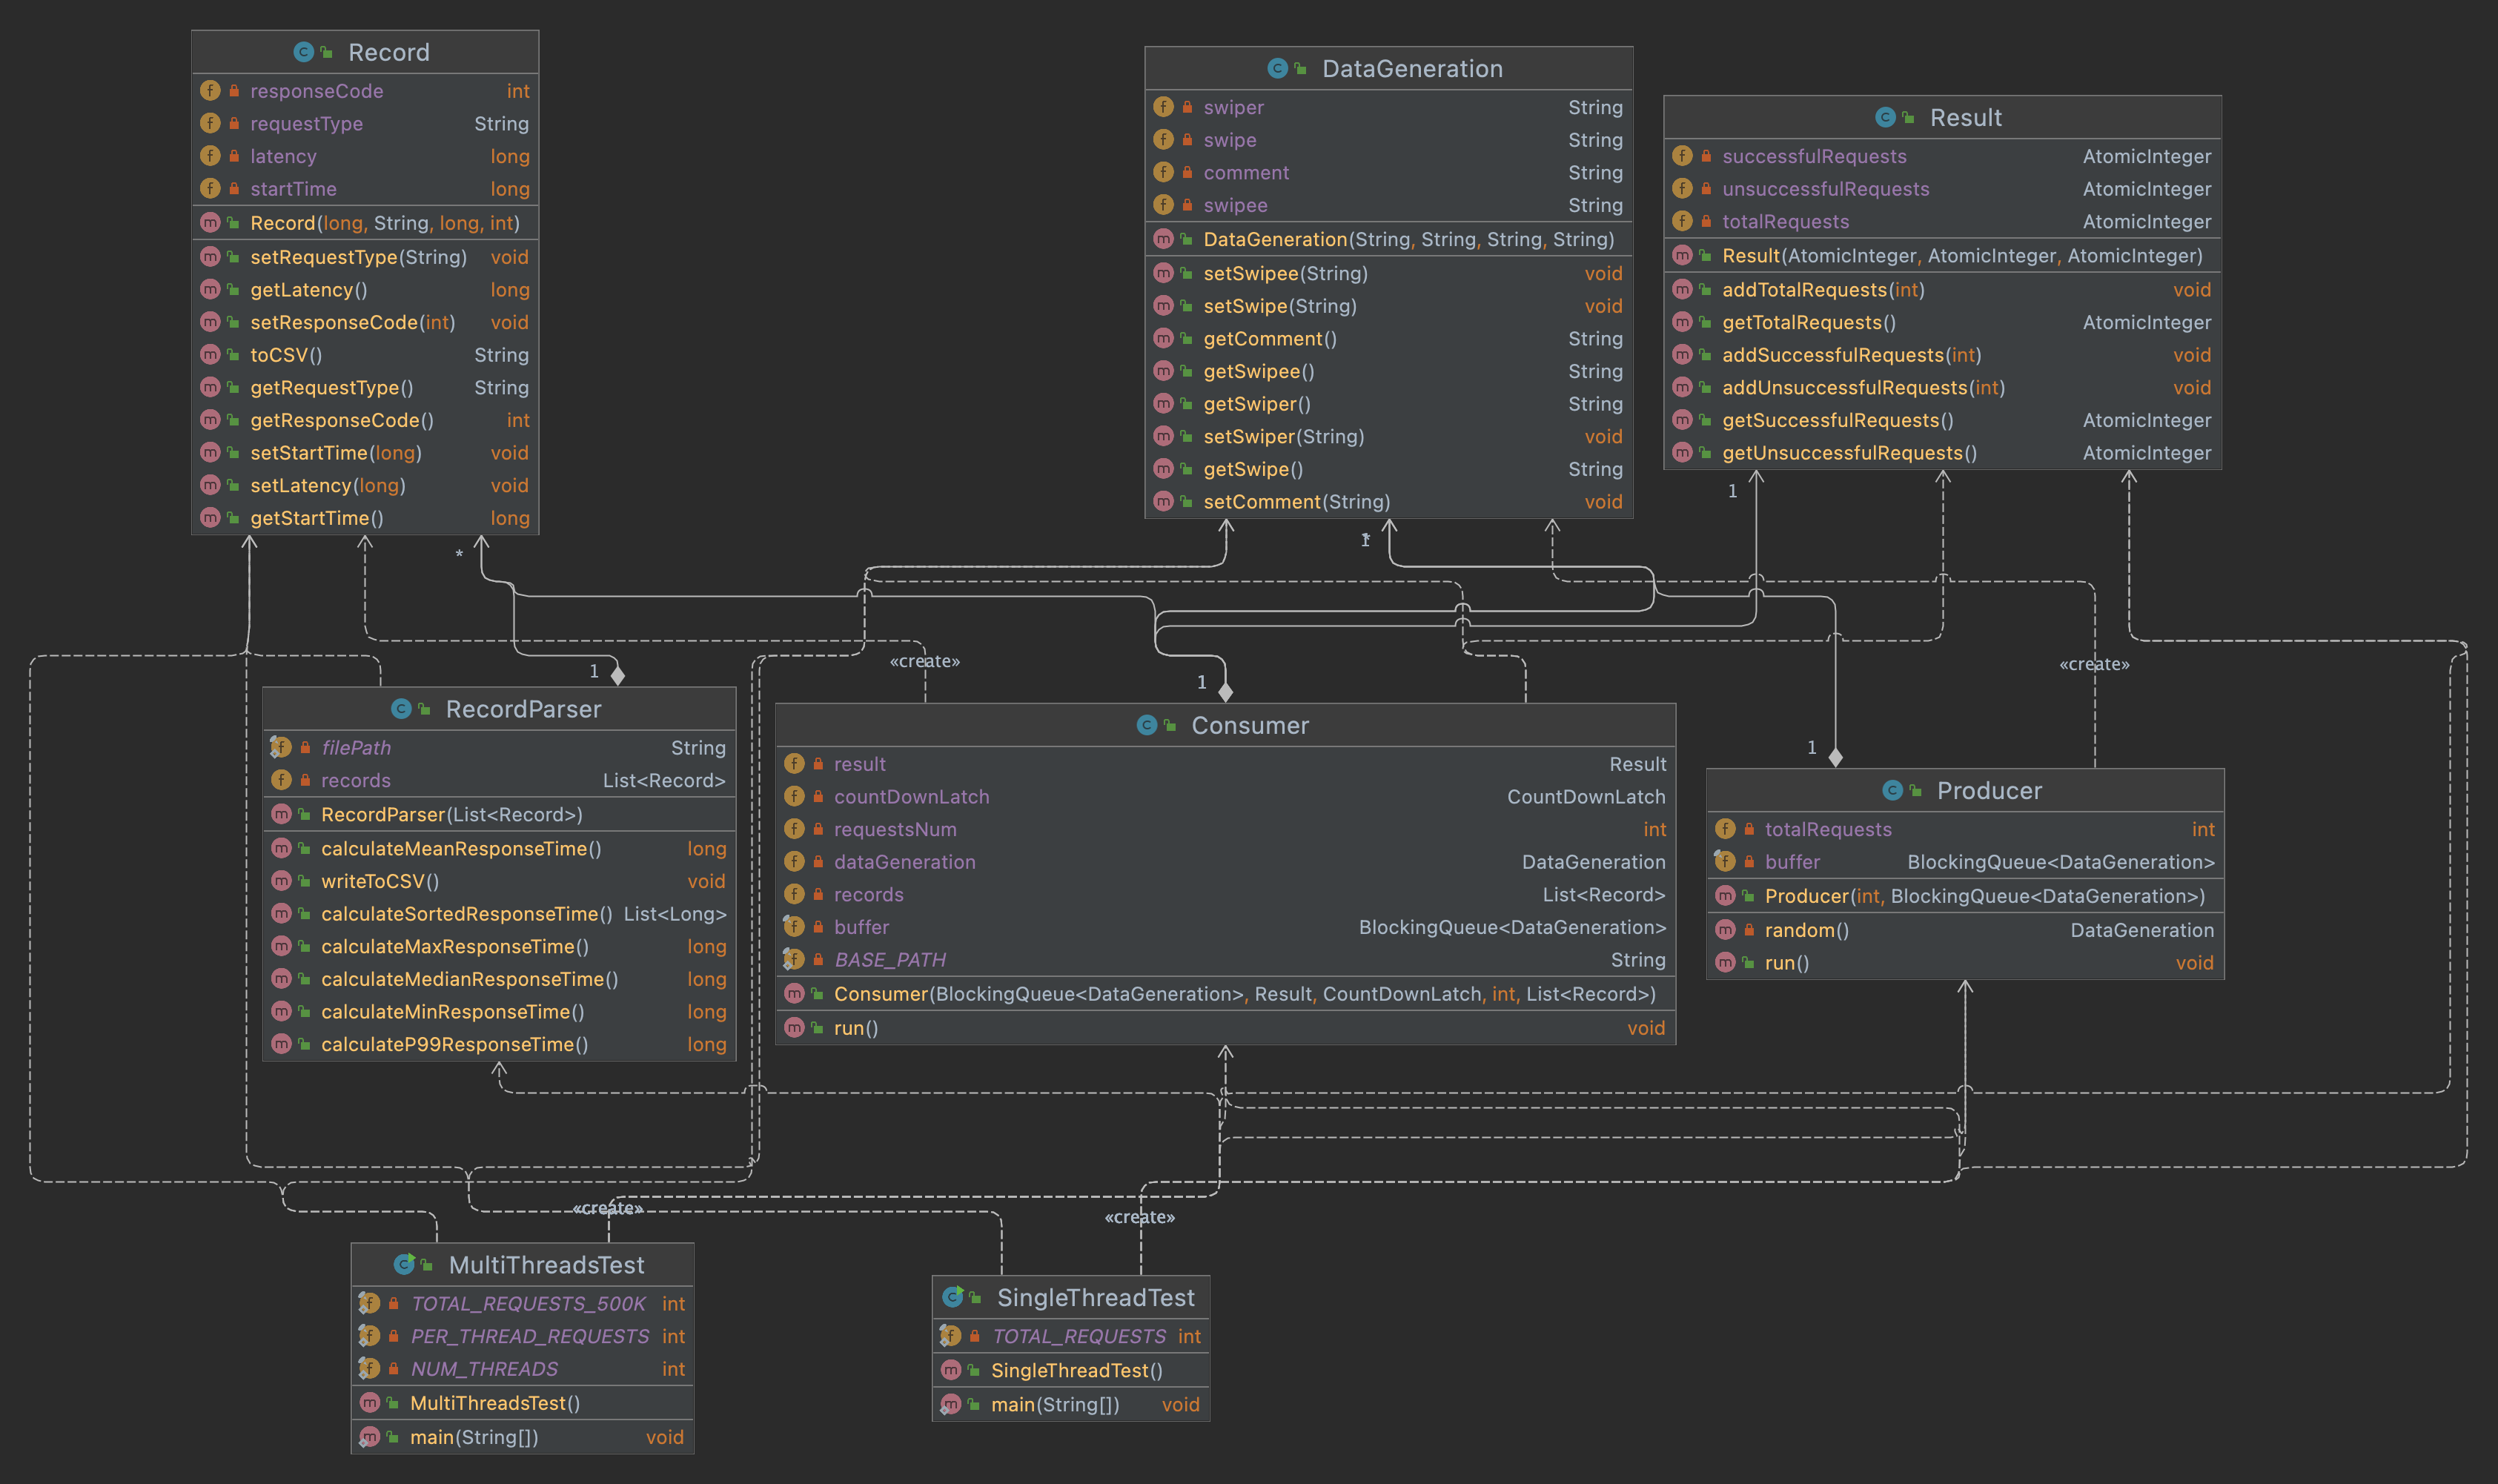 Record
responseCode int
requestType String
latency long
startTime long
Record(long, String, long, int)
setRequestType(String) void
getLatency() long
setResponseCode(int) void
toCSV() String
getRequestType() String
getResponseCode() int
setStartTime(long) void
setLatency(long) void
getStartTime() long
DataGeneration
swiper String
swipe String
comment String
swipee String
DataGeneration(String, String, String, String)
setSwipee(String) void
setSwipe(String) void
getComment() String
getSwipee() String
getSwiper() String
setSwiper(String) void
getSwipe() String
setComment(String) void
Result
successfulRequests AtomicInteger
unsuccessfulRequests AtomicInteger
totalRequests AtomicInteger
Result(AtomicInteger, AtomicInteger, AtomicInteger)
addTotalRequests(int) void
getTotalRequests() AtomicInteger
addSuccessfulRequests(int) void
addUnsuccessfulRequests(int) void
getSuccessfulRequests() AtomicInteger
getUnsuccessfulRequests() AtomicInteger
*
1
*
1
1
«create»
1
«create»
1
RecordParser
filePath String
records List<Record>
RecordParser(List<Record>)
calculateMeanResponseTime() long
writeToCSV() void
calculateSortedResponseTime() List<Long>
calculateMaxResponseTime() long
calculateMedianResponseTime() long
calculateMinResponseTime() long
calculateP99ResponseTime() long
Consumer
result Result
countDownLatch CountDownLatch
requestsNum int
dataGeneration DataGeneration
records List<Record>
buffer BlockingQueue<DataGeneration>
BASE_PATH String
Consumer(BlockingQueue<DataGeneration>, Result, CountDownLatch, int, List<Record>)
run() void
Producer
totalRequests int
buffer BlockingQueue<DataGeneration>
Producer(int, BlockingQueue<DataGeneration>)
random() DataGeneration
run() void
«create»
«create»
MultiThreadsTest
TOTAL_REQUESTS_500K int
PER_THREAD_REQUESTS int
NUM_THREADS int
MultiThreadsTest()
main(String[]) void
SingleThreadTest
TOTAL_REQUESTS int
SingleThreadTest()
main(String[]) void